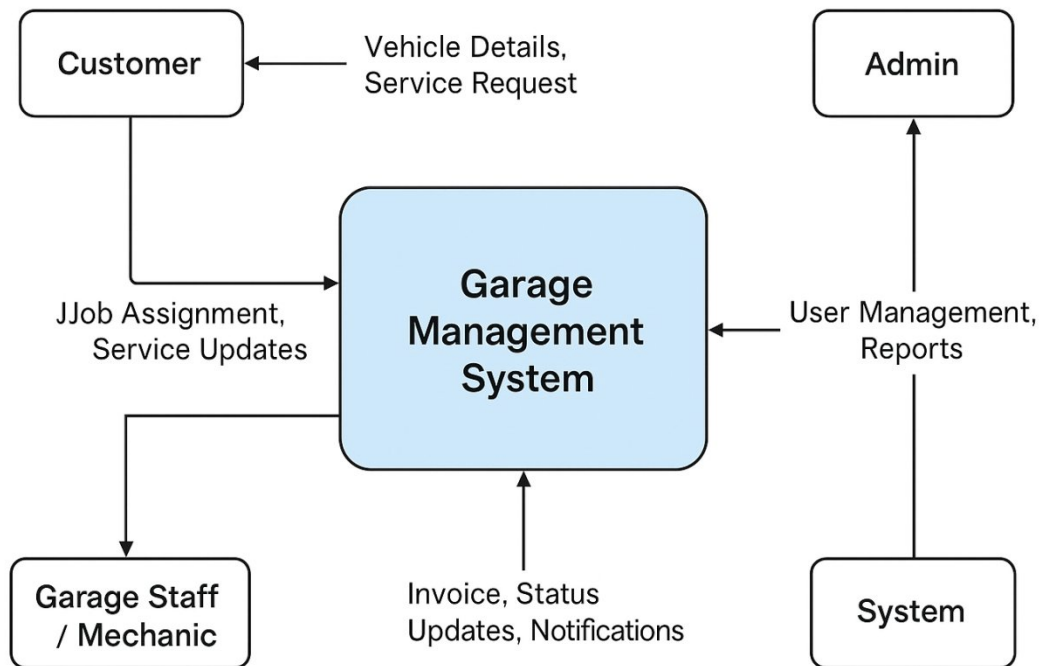 Customer
Vehicle Details,
Service Request
Admin
Garage
Management
System
JJob Assignment,
Service Updates
User Management,
Reports
Garage Staff
/ Mechanic
Invoice, Status
Updates, Notifications
System